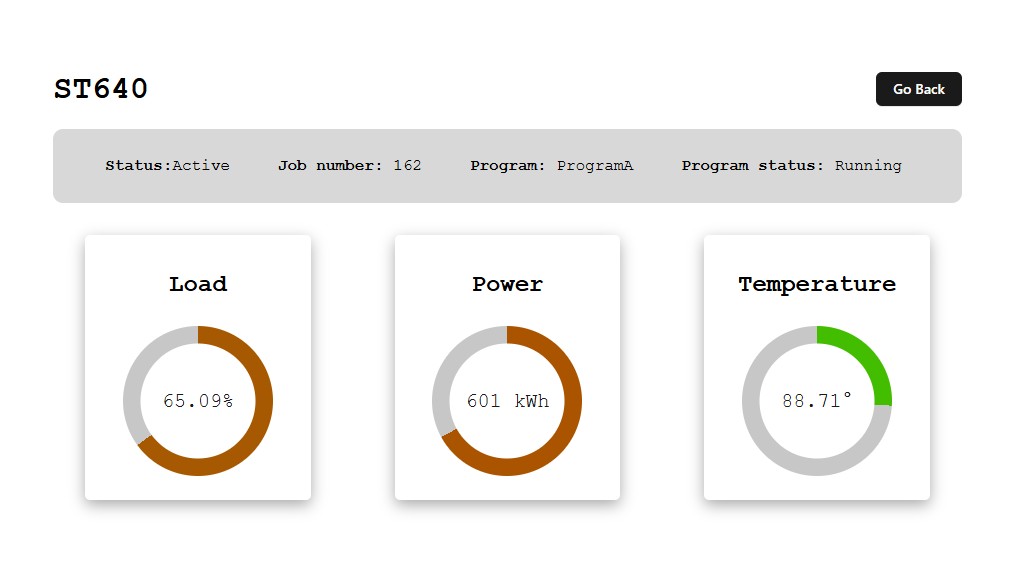 ST640
Go Back
Status:Active Job number: 162 Program: ProgramA Program status: Running
Load
Power
Temperature
65.09%
601 kWh
88.71°